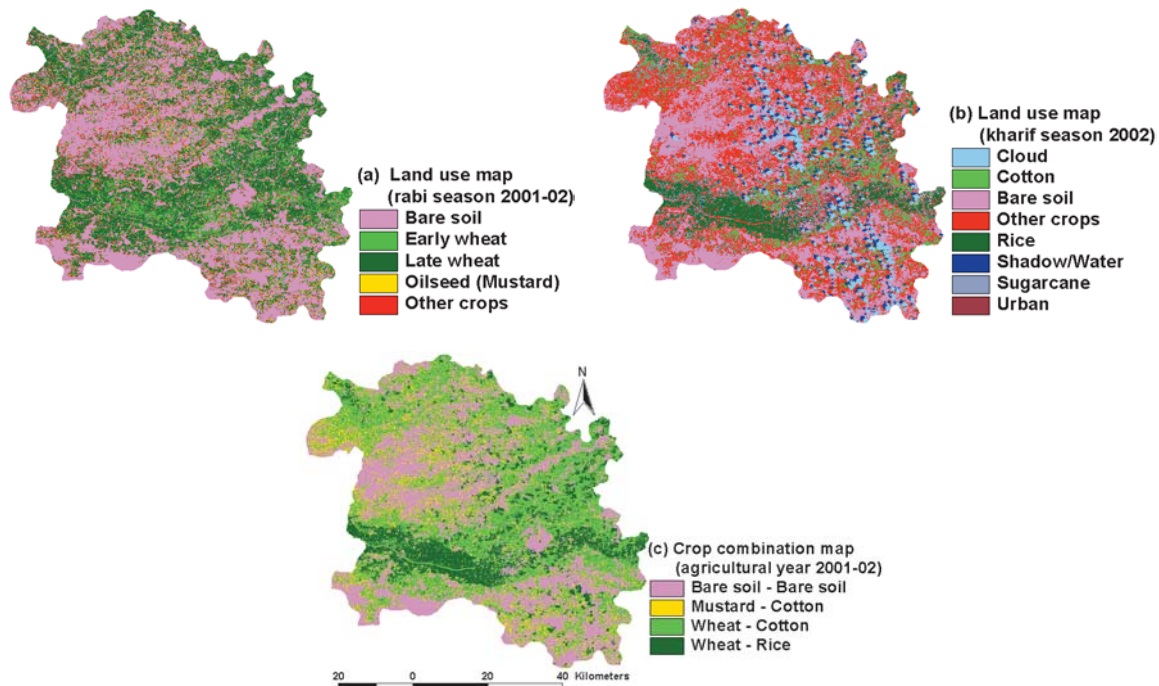 (a) Land use map
(rabi season 2001-02)
Bare soil
Early wheat
Late wheat
Oilseed (Mustard)
Other crops
(b) Land use map
(kharif season 2002)
Cloud
Cotton
Bare soil
Other crops
Rice
Shadow/Water
Sugarcane
Urban
N
(c) Crop combination map
(agricultural year 2001-02)
Bare soil - Bare soil
Mustard - Cotton
Wheat - Cotton
Wheat - Rice
20 0 20 40 Kilometers